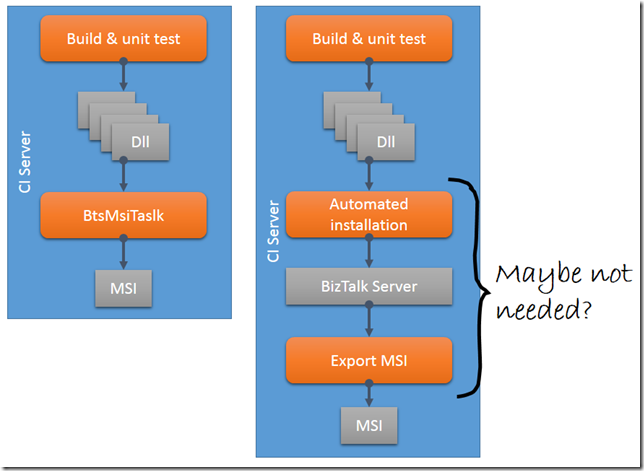 CI Server
Build & unit test
Dll
BtsMsiTaslk
MSI
CI Server
Build & unit test
Dll
Automated
installation
BizTalk Server
Export MSI
MSI
Maybe not
needed?